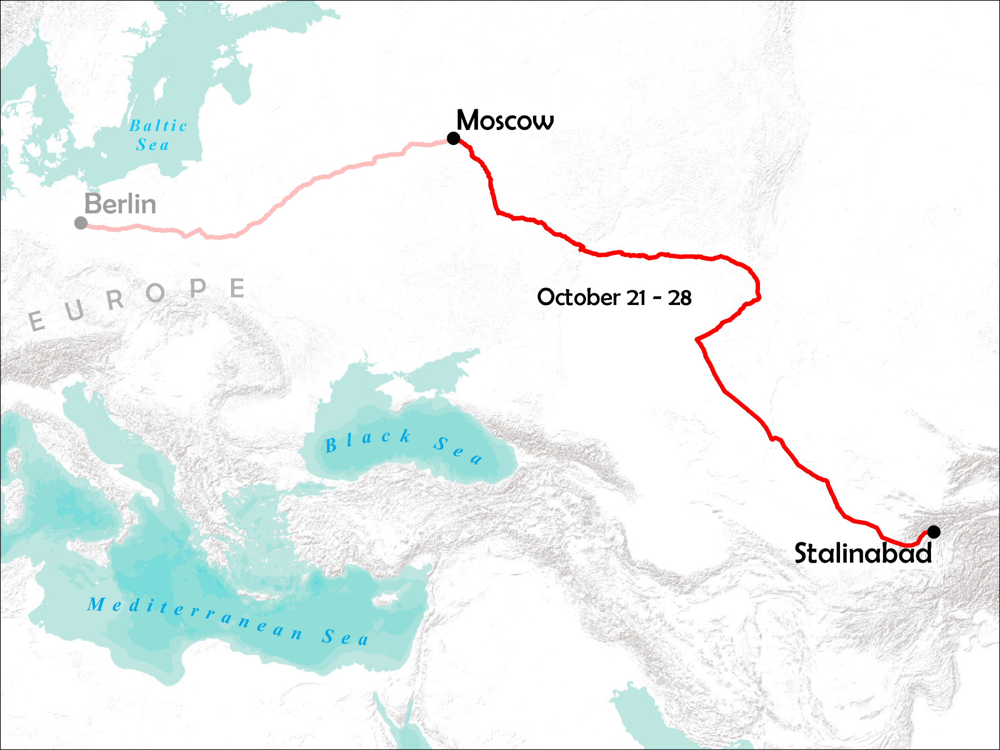 Moscow
Baltic
Sea
Berlin
EUROPE
October 21 - 28
Black Sea
Stalinabad
Mediterranean Sea